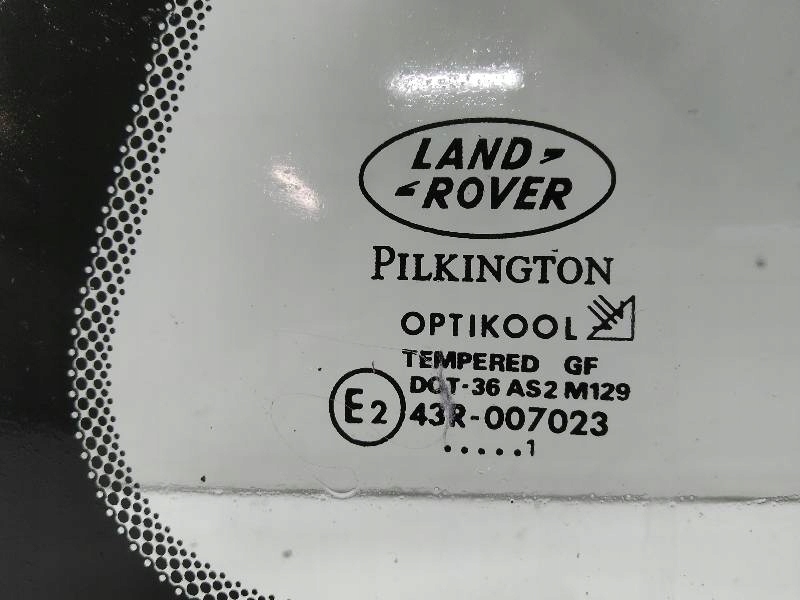 LAND
ROVER
PILKINGTON
OPTIKOOL
TEMPERED GF
DOT-36 AS2 M129
E2 43R-007023
.....1